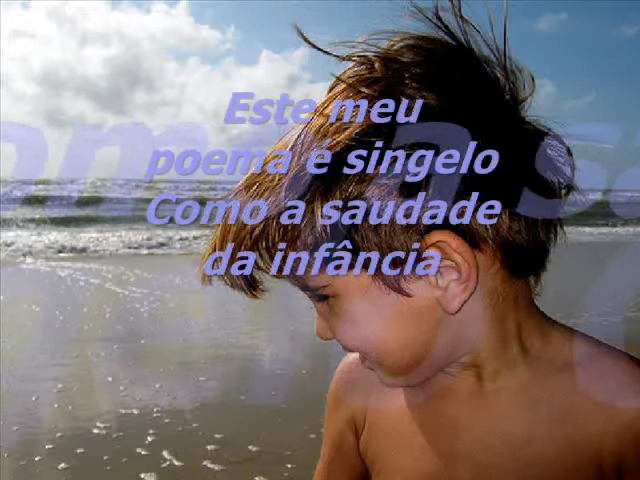 Este meu
poema é singelo
Como a saudade
da infância